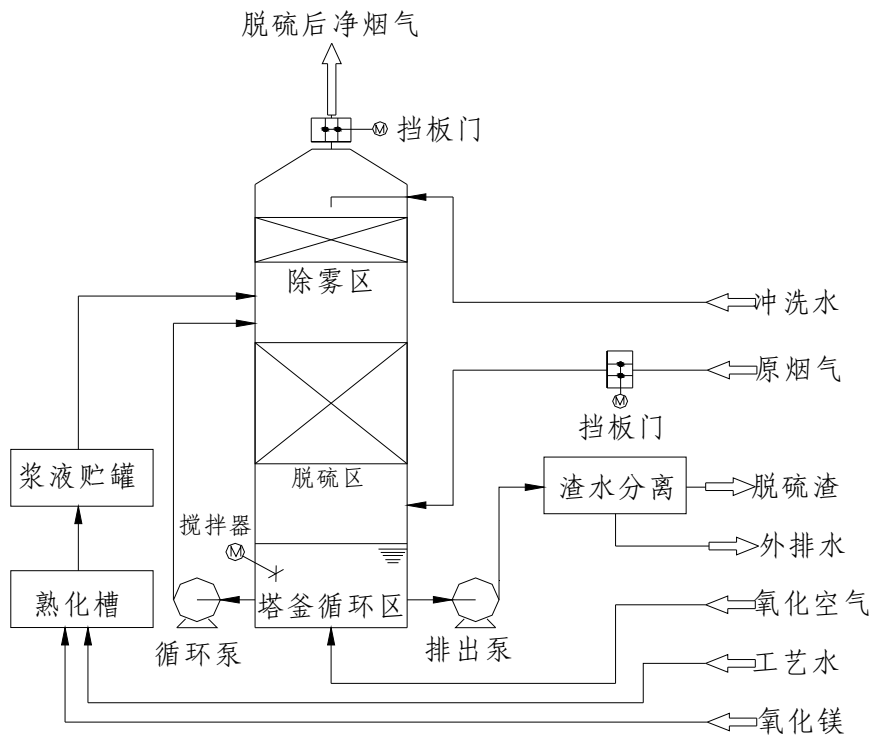 脱硫后净烟气
M
挡板门
除雾区
冲洗水
原烟气
M
挡板门
浆液贮罐
脱硫区
渣水分离
脱硫渣
搅拌器
M
外排水
熟化槽
塔釜循环区
氧化空气
循环泵
排出泵
工艺水
氧化镁